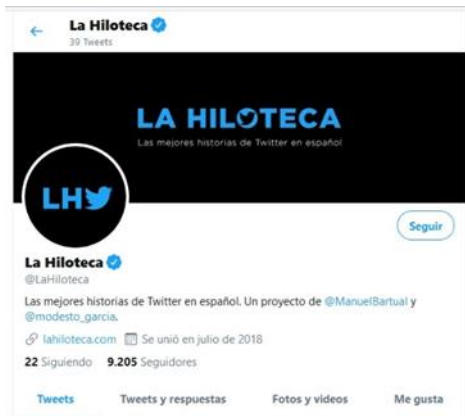 La Hiloteca
39 Tweets
LA HILOTECA
Las mejores historias de Twitter en español
LH
Seguir
La Hiloteca
@LaHiloteca
Las mejores historias de Twitter en español. Un proyecto de @ManuelBartual y
@modesto_garcia.
lahiloteca.com Se unió en julio de 2018
22 Siguiendo 9.205 Seguidores
Tweets Tweets y respuestas Fotos y videos Me gusta